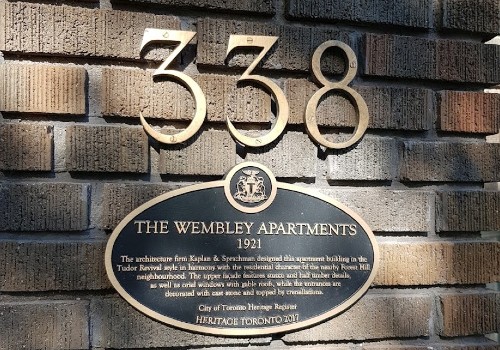 338
THE WEMBLEY APARTMENTS
1921
The architecture firm Kaplan & Sprachman designed this apartment building in the
Tudor Revival style in harmony with the residential character of the nearby Forest Hill
neighbourhood. The upper façade features stucco and half timber details,
as well as oriel windows with gable roofs, while the entrances are
decorated with cast stone and topped by crenellations.
City of Toronto Heritage Register
HERITAGE TORONTO 2017